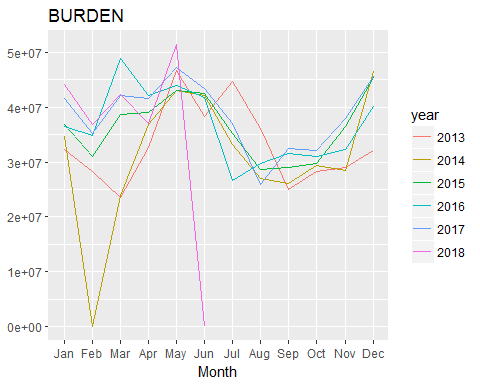 BURDEN
5e+07
4e+07
3e+07
2e+07
1e+07
0e+00
Jan Feb Mar Apr May Jun Jul Aug Sep Oct Nov Dec
Month
year
2013
2014
2015
2016
2017
2018